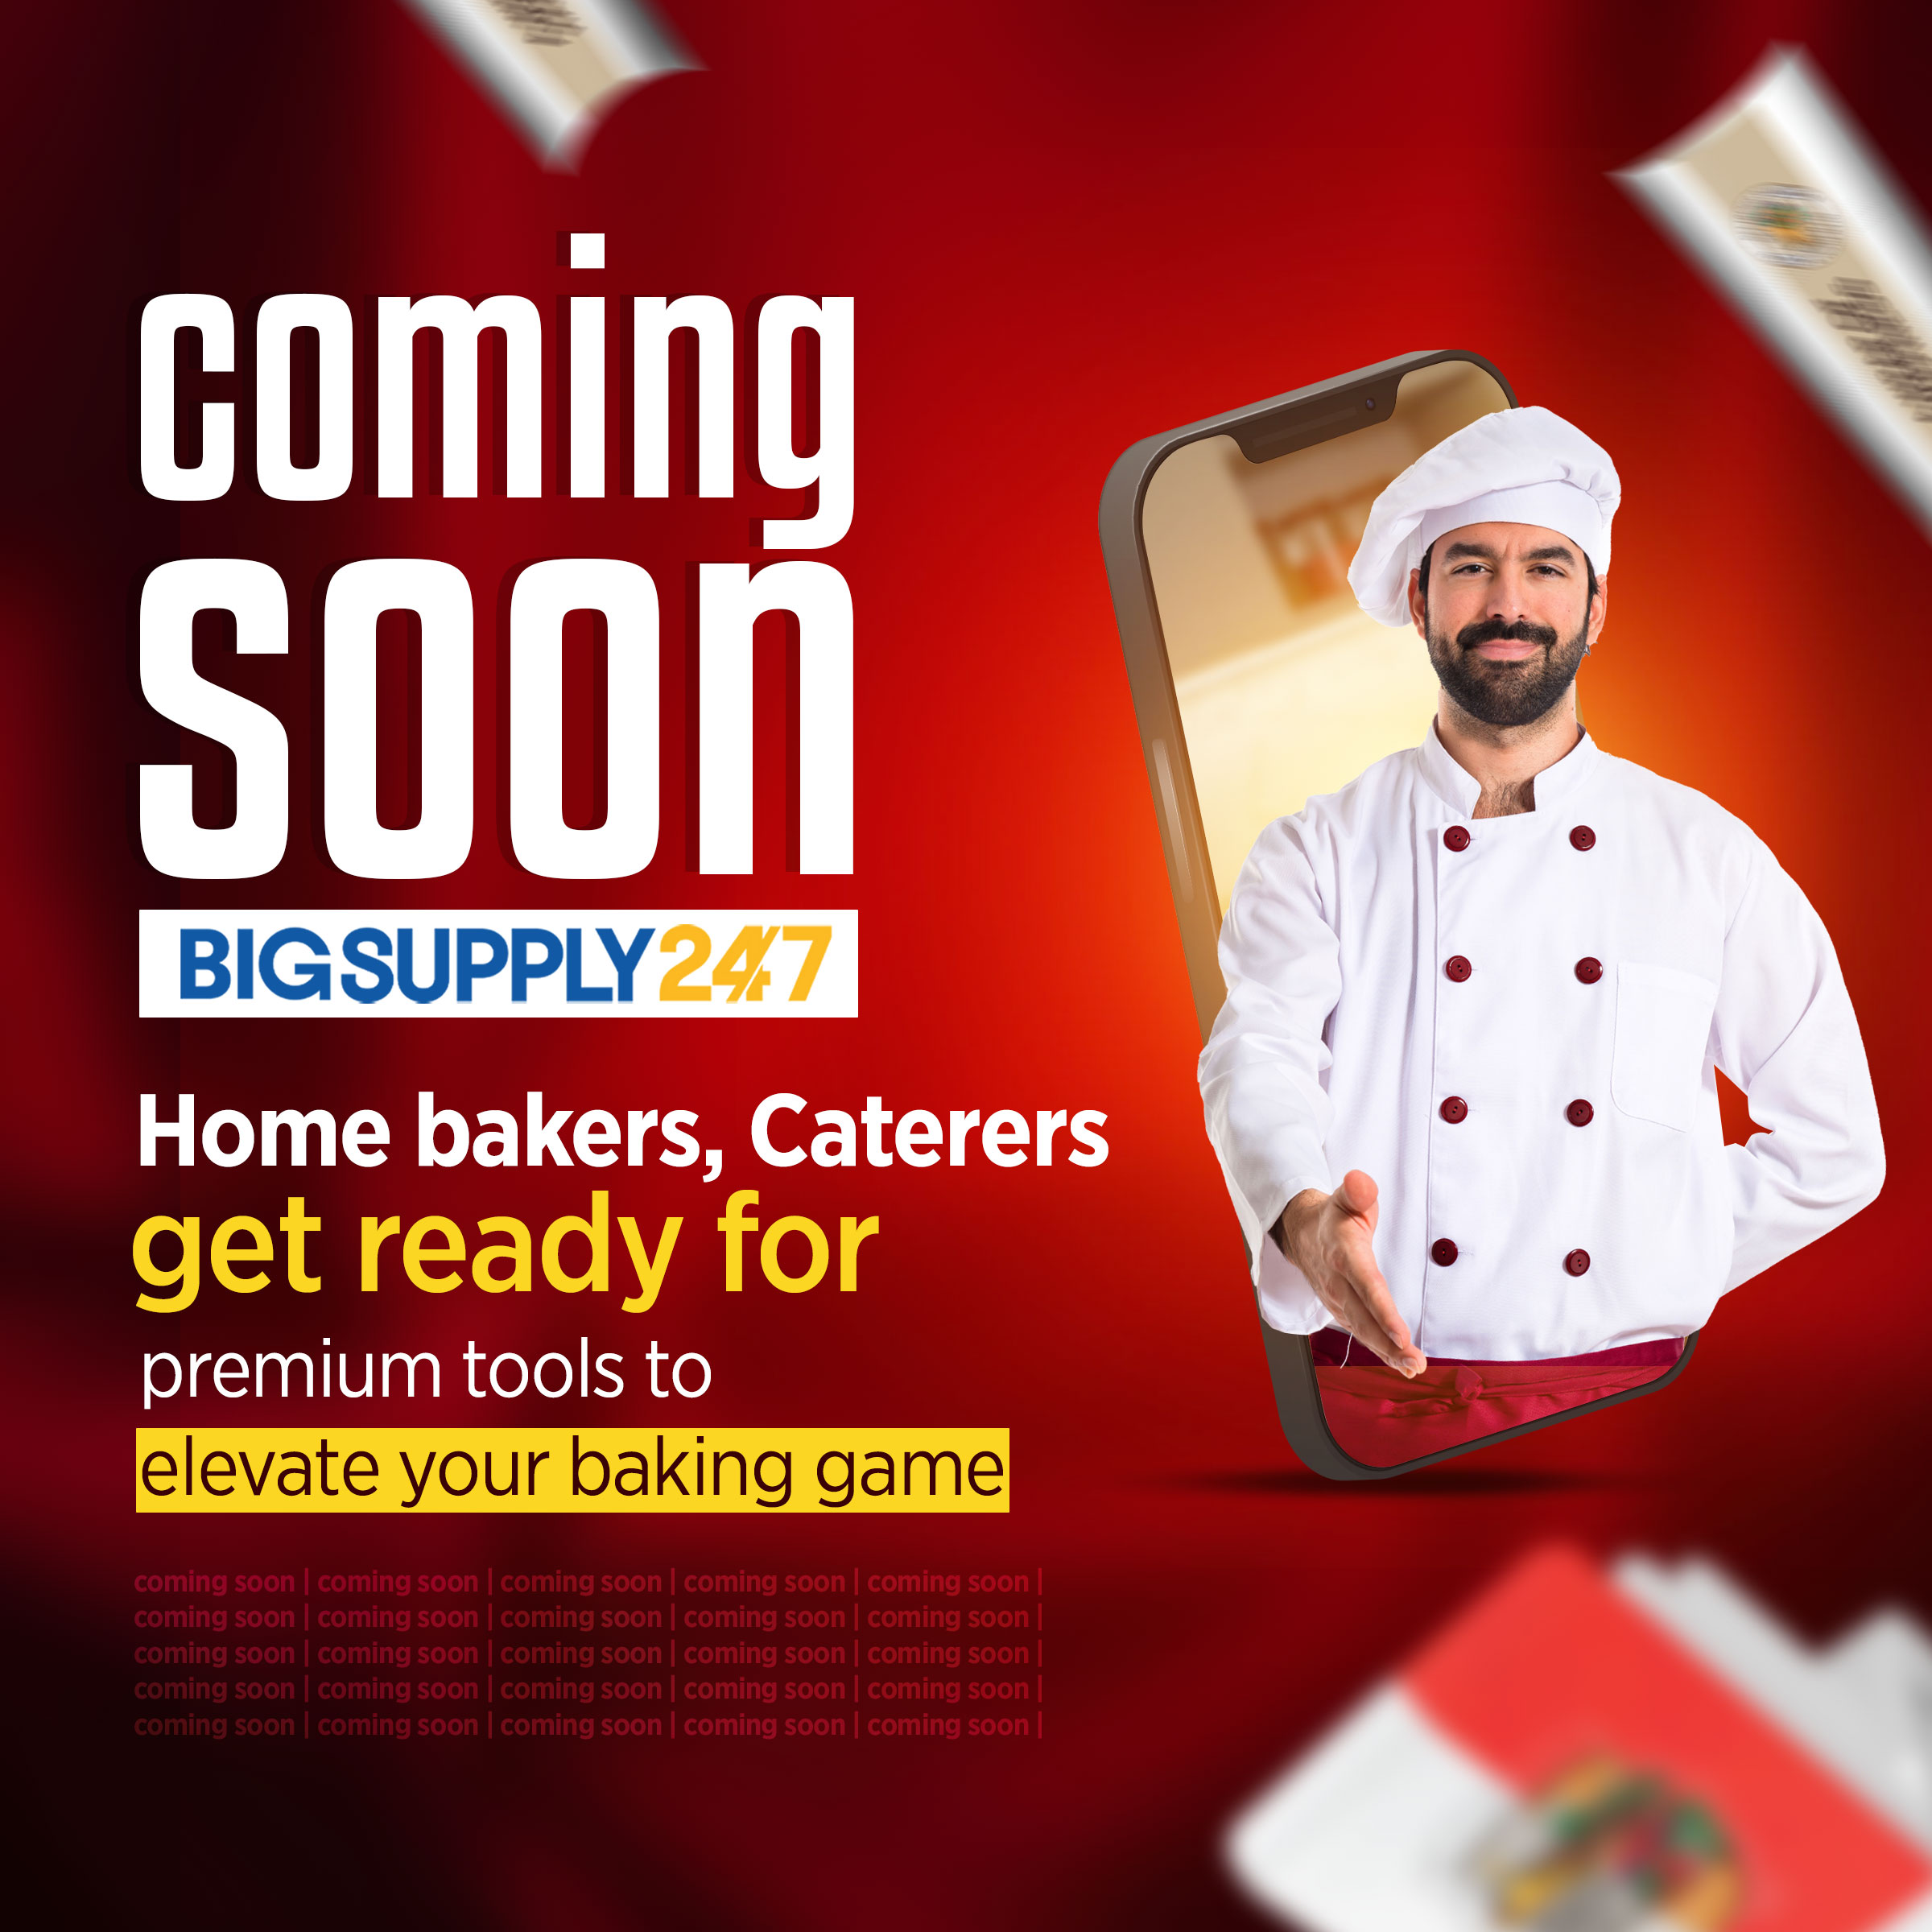 coming
soon
BIGSUPPLY247
Home bakers, Caterers
get ready for
premium tools to
elevate your baking game
coming soon | coming soon | coming soon | coming soon | coming soon |
coming soon | coming soon | coming soon | coming soon | coming soon |
coming soon | coming soon | coming soon | coming soon | coming soon |
coming soon | coming soon | coming soon | coming soon | coming soon |
coming soon | coming soon | coming soon | coming soon | coming soon |